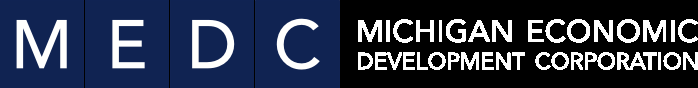 MEDC
MICHIGAN ECONOMIC
DEVELOPMENT CORPORATION